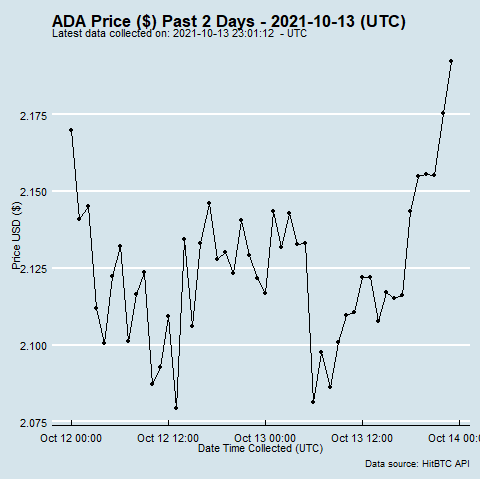 ADA Price ($) Past 2 Days - 2021-10-13 (UTC)
Latest data collected on: 2021-10-13 23:01:12  - UTC
2.175
2.150
2.125
2.100
2.075
Price USD ($)
Oct 12 00:00
Oct 12 12:00
Oct 13 00:00
Oct 13 12:00
Oct 14 00:0
Date Time Collected (UTC)
Data source: HitBTC API